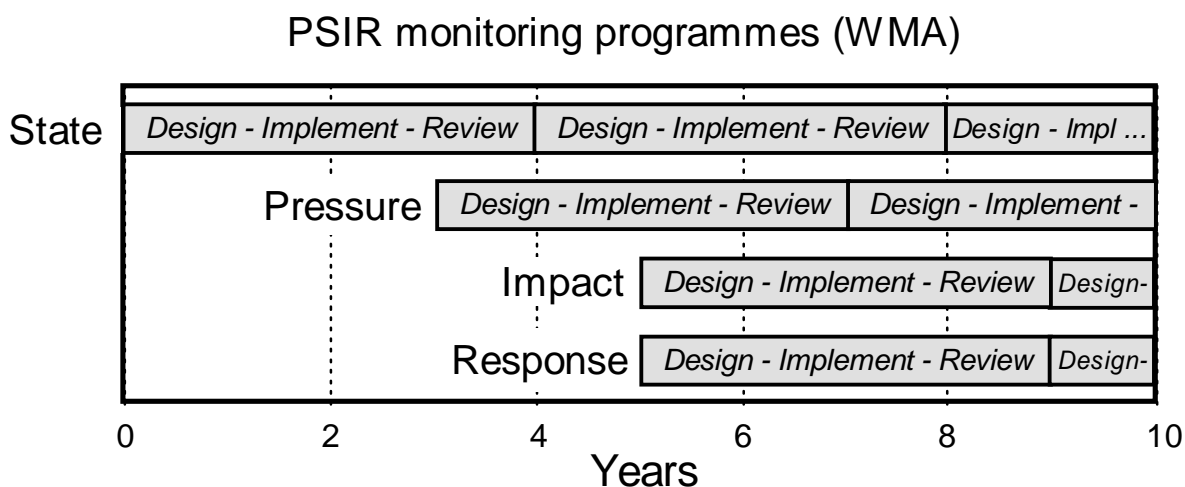 PSIR monitoring programmes (WMA)
State Design - Implement - Review Design - Implement - Review Design - Impl ...
Pressure Design - Implement - Review Design - Implement -
Impact Design - Implement - Review Design-
Response Design - Implement - Review Design-
0 2 4 6 8 10
Years